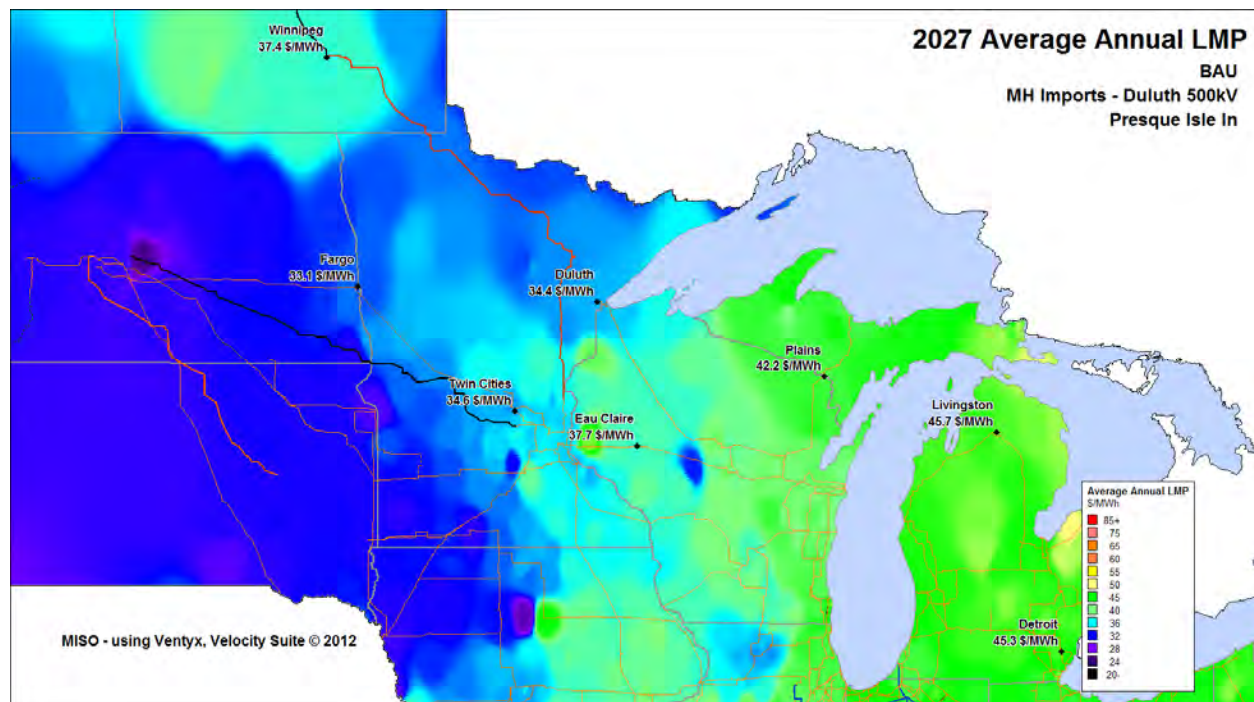 2027 Average Annual LMP
BAU
MH Imports - Duluth 500kV
Presque Isle In
Winnipeg
37.4 $/MWh
Fargo
33.1 $/MWh
Duluth
34.4 $/MWh
Plains
42.2 $/MWh
Twin Cities
34.6 $/MWh
Eau Claire
37.7 $/MWh
Livingston
45.7 $/MWh
Detroit
45.3 $/MWh
Average Annual LMP
$/MWh
85+
75
65
60
55
50
45
40
36
32
28
24
20-
MISO - using Ventyx, Velocity Suite © 2012